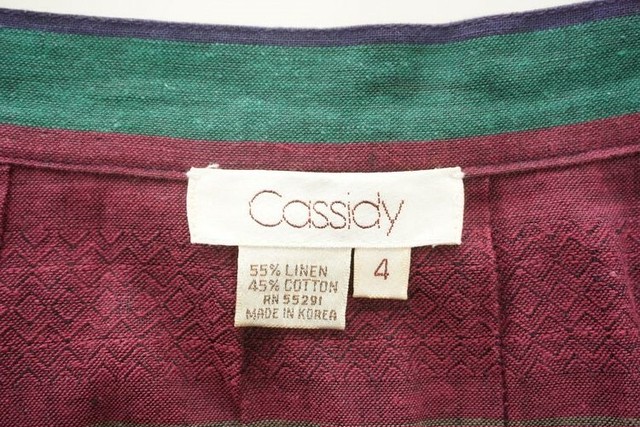 Cassidy
55% LINEN
45% COTTON
RN 55291
MADE IN KOREA
4